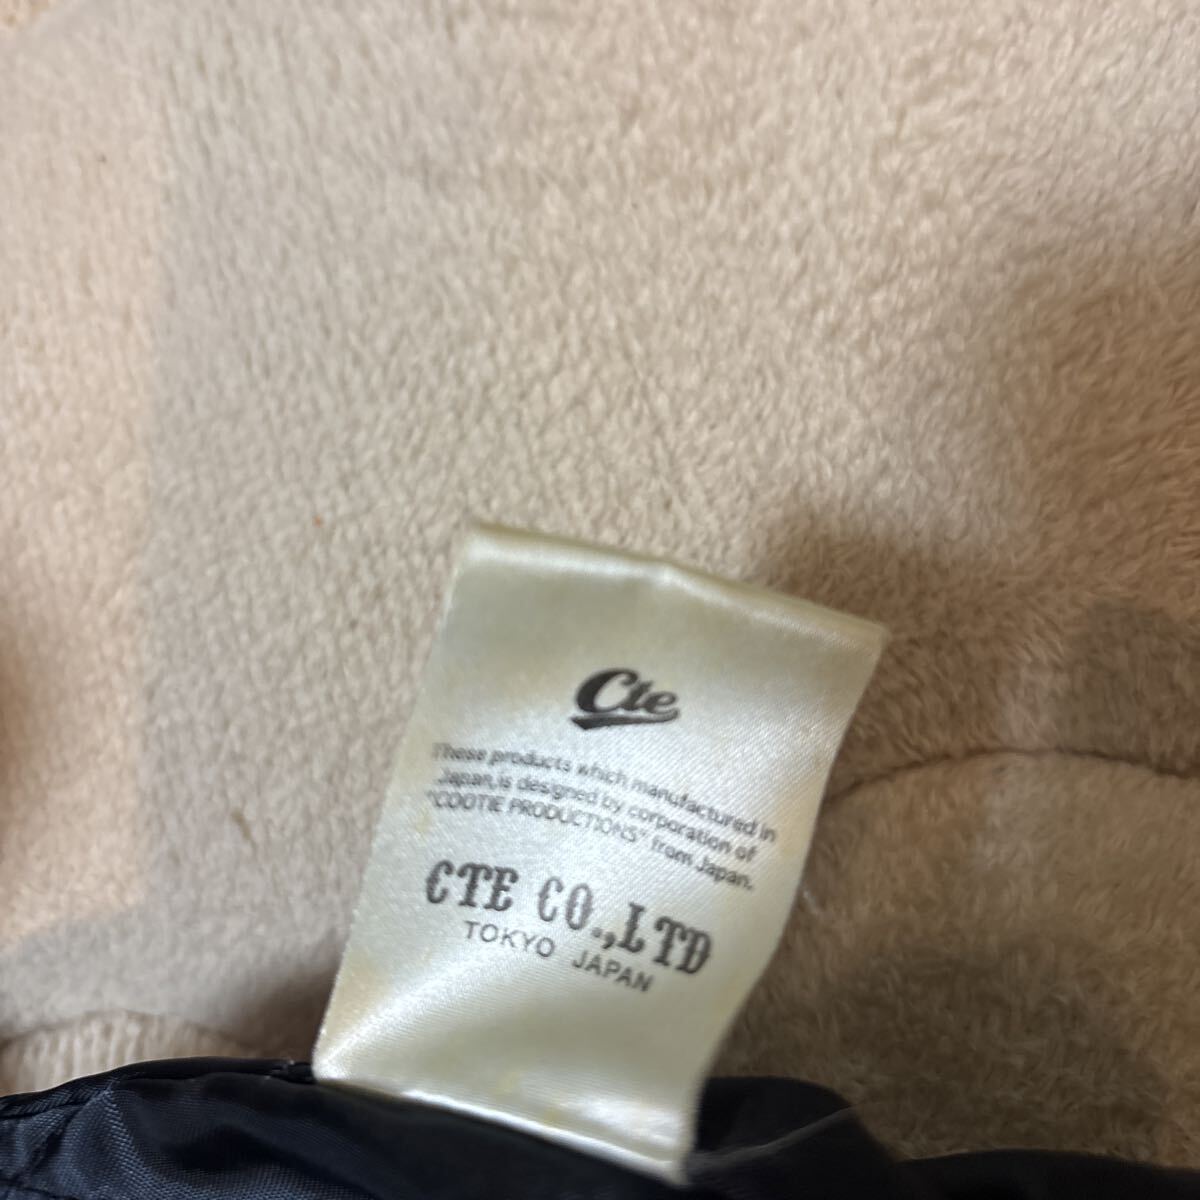 Cte
These products which manufactured in
Japan,is designed by corporation of
"COOTIE PRODUCTIONS" from Japan.
CTE CO.,LTD
TOKYO JAPAN